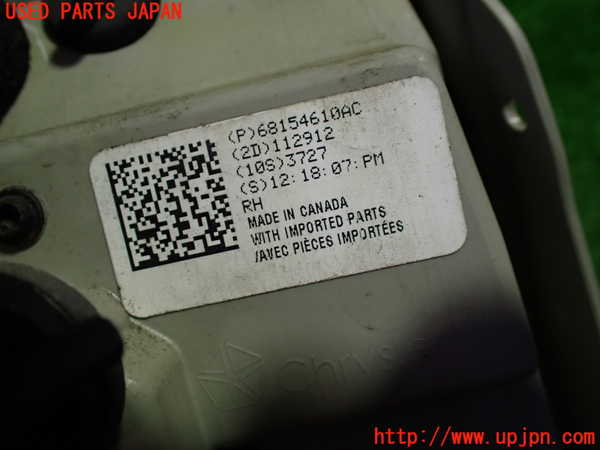 USED PARTS JAPAN
(P)68154610AC
(2D)112912
(10S)3727
(S)12:18:07:PM
RH
MADE IN CANADA
WITH IMPORTED PARTS
/AVEC PIÈCES IMPORTÉES
http://www.upjpn.com/